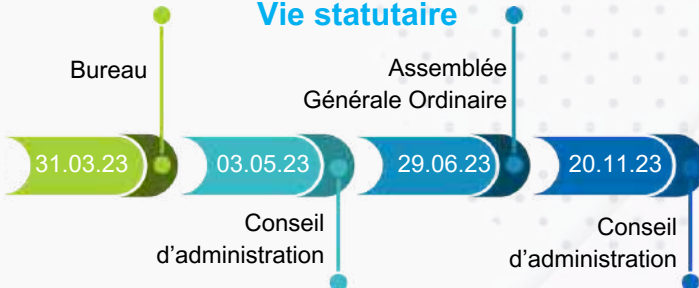 Vie statutaire
Bureau
Assemblée
Générale Ordinaire
31.03.23
03.05.23
29.06.23
20.11.23
Conseil
d’administration
Conseil
d’administration